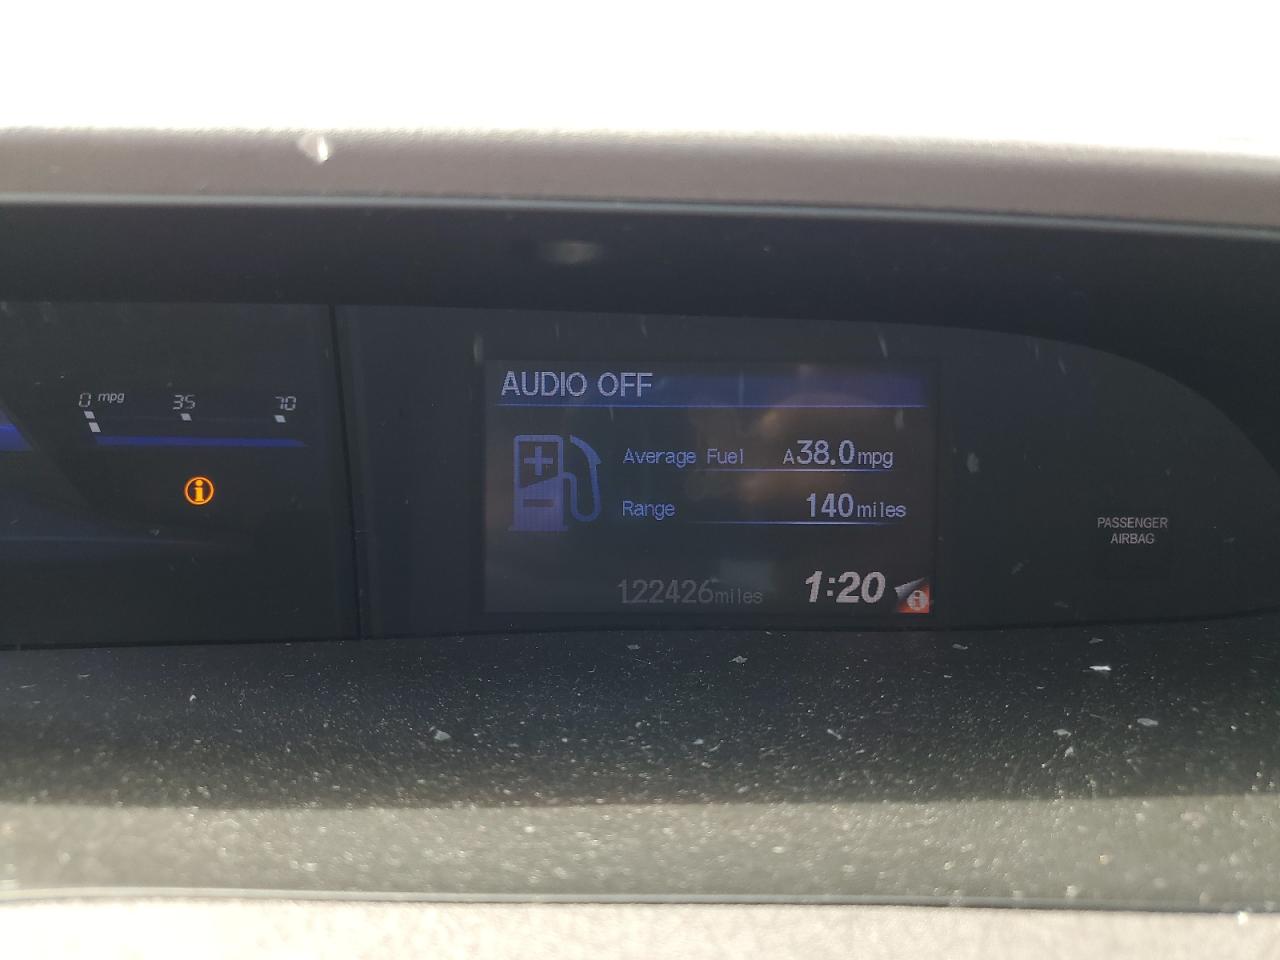 0 mpg 35 70
AUDIO OFF
Average Fuel A38.0mpg
Range 140miles
122426miles 1:20
PASSENGER
AIRBAG